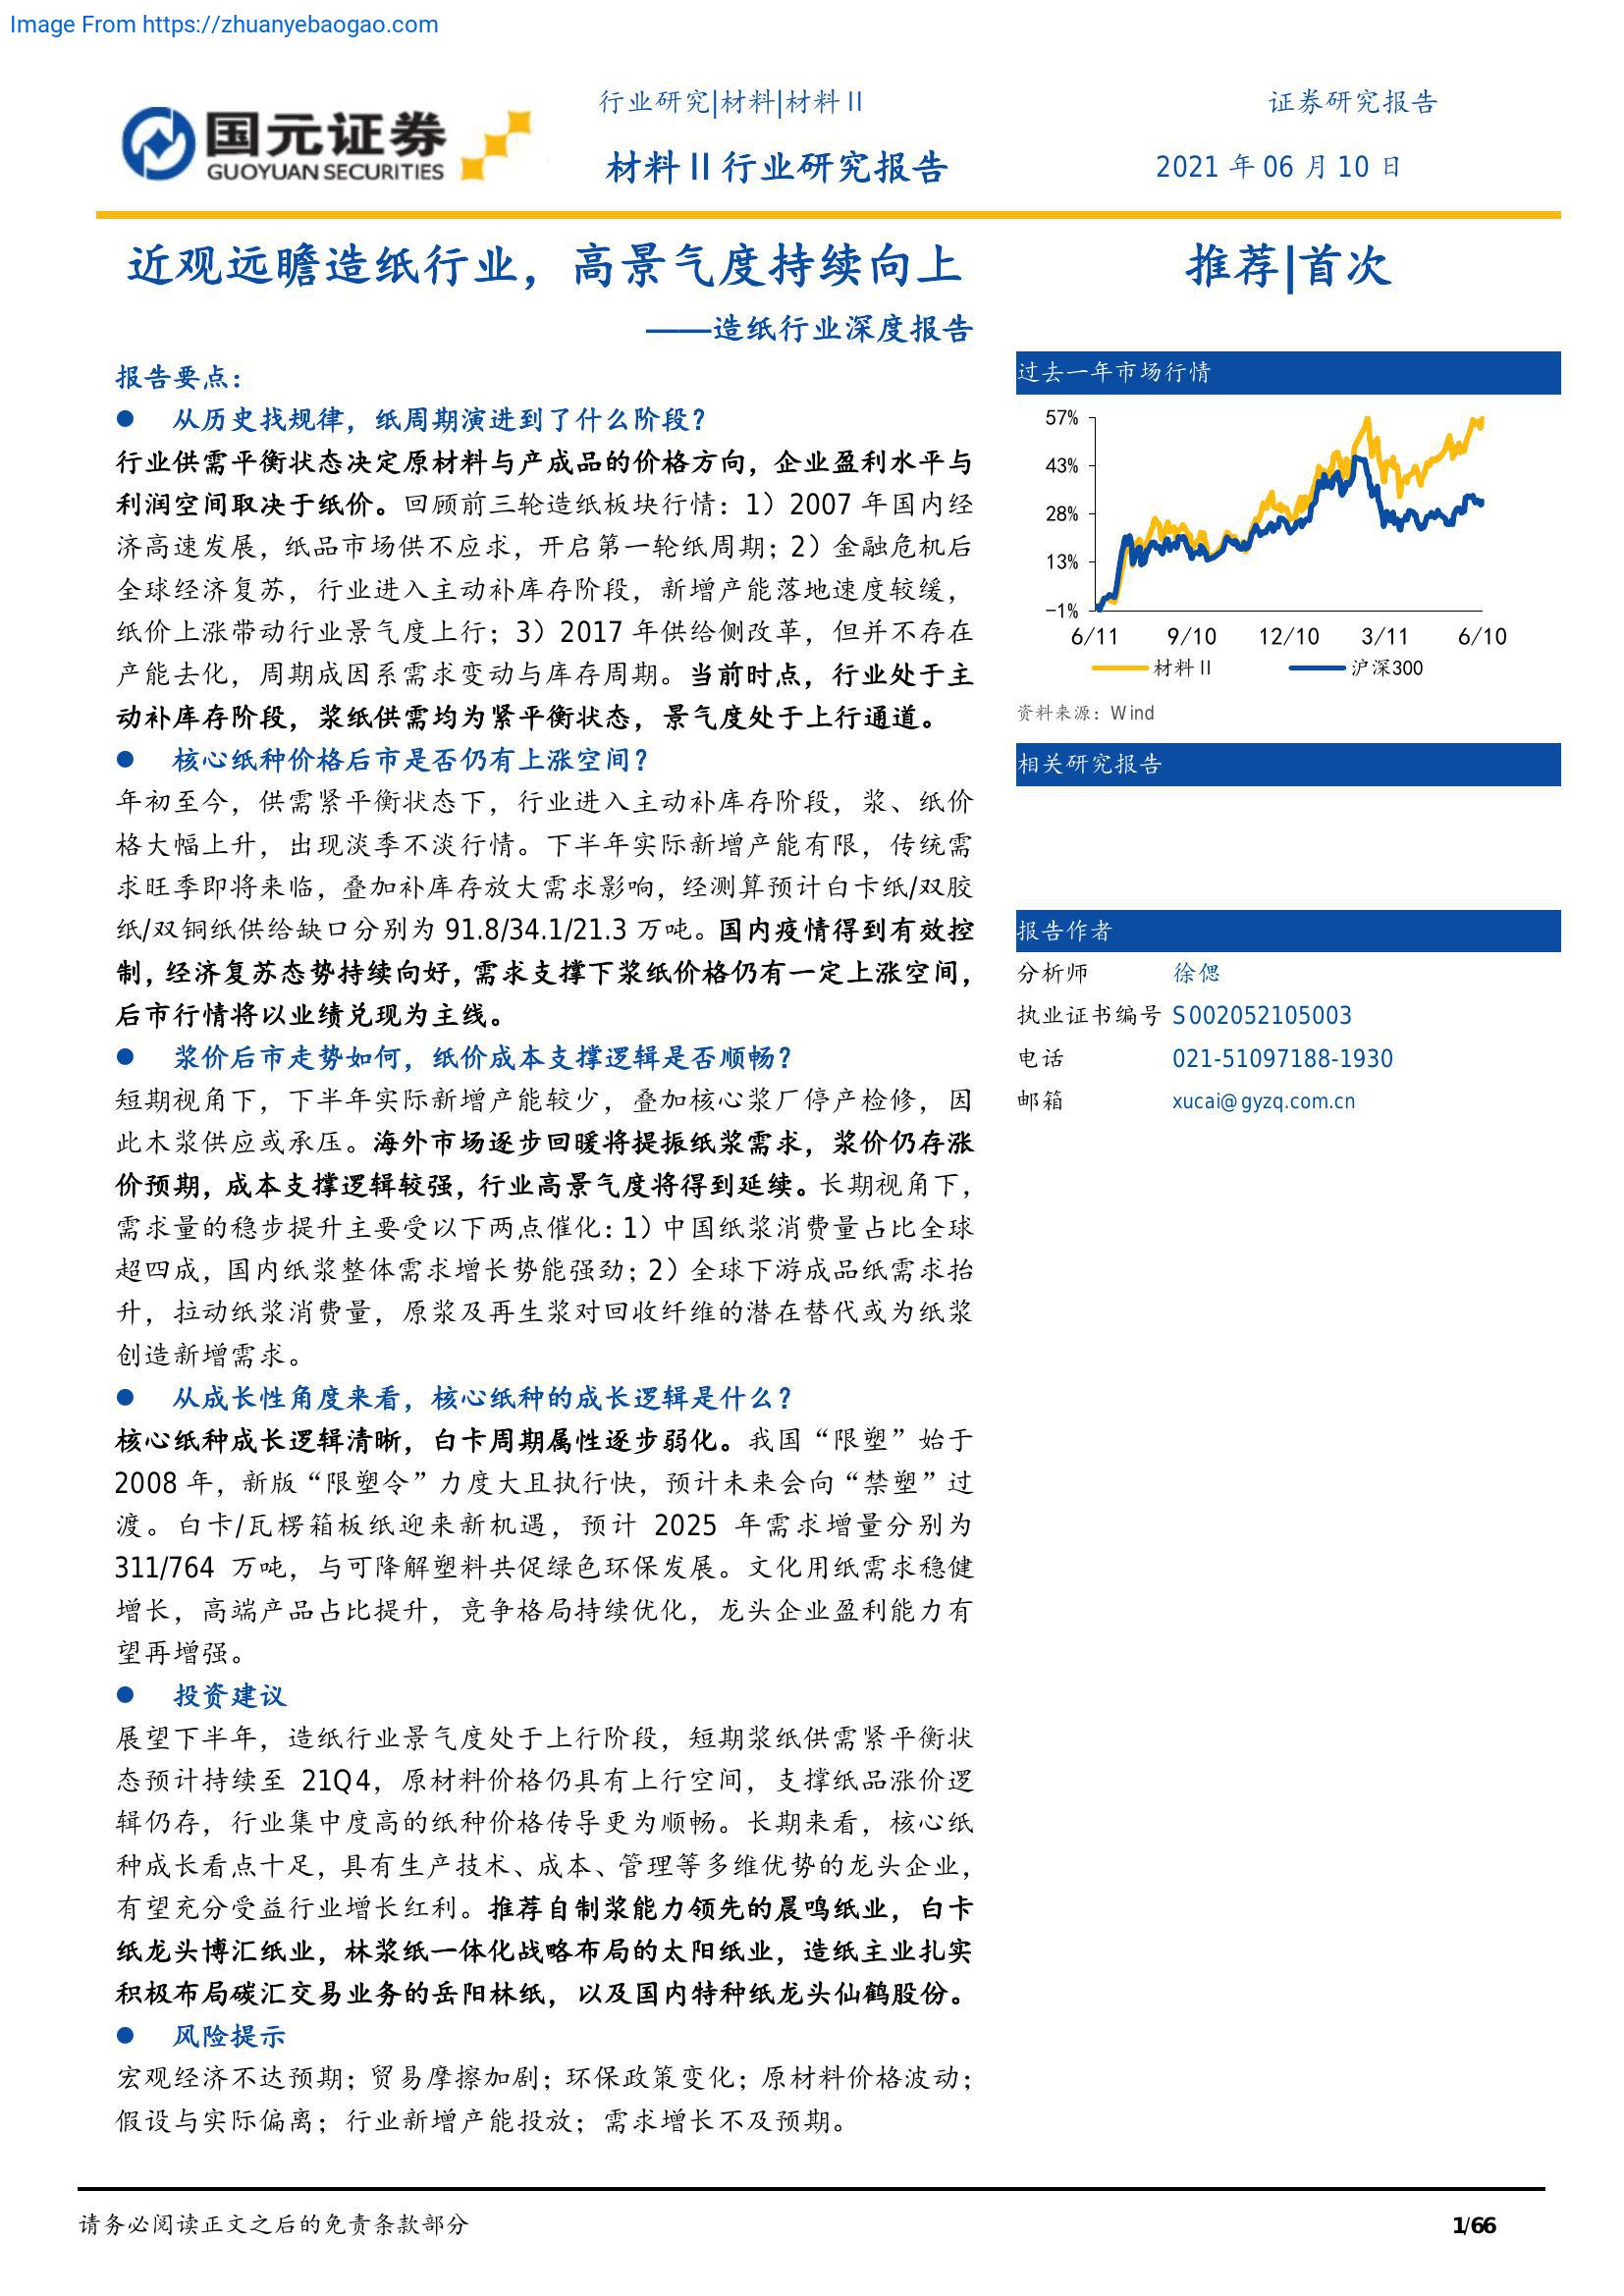 Image From https://zhuanyebaogao.com
国元证券
GUOYUAN SECURITIES
行业研究|材料|材料Ⅱ
证券研究报告
材料Ⅱ行业研究报告
2021 年 06 月 10 日
近观远瞻造纸行业，高景气度持续向上
——造纸行业深度报告
报告要点：
● 从历史找规律，纸周期演进到了什么阶段？
行业供需平衡状态决定原材料与产成品的价格方向，企业盈利水平与
利润空间取决于纸价。回顾前三轮造纸板块行情：1）2007 年国内经
济高速发展，纸品市场供不应求，开启第一轮纸周期；2）金融危机后
全球经济复苏，行业进入主动补库存阶段，新增产能落地速度较缓，
纸价上涨带动行业景气度上行；3）2017 年供给侧改革，但并不存在
产能去化，周期成因系需求变动与库存周期。当前时点，行业处于主
动补库存阶段，浆纸供需均为紧平衡状态，景气度处于上行通道。
● 核心纸种价格后市是否仍有上涨空间？
年初至今，供需紧平衡状态下，行业进入主动补库存阶段，浆、纸价
格大幅上升，出现淡季不淡行情。下半年实际新增产能有限，传统需
求旺季即将来临，叠加补库存放大需求影响，经测算预计白卡纸/双胶
纸/双铜纸供给缺口分别为 91.8/34.1/21.3 万吨。国内疫情得到有效控
制，经济复苏态势持续向好，需求支撑下浆纸价格仍有一定上涨空间，
后市行情将以业绩兑现为主线。
● 浆价后市走势如何，纸价成本支撑逻辑是否顺畅？
短期视角下，下半年实际新增产能较少，叠加核心浆厂停产检修，因
此木浆供应或承压。海外市场逐步回暖将提振纸浆需求，浆价仍存涨
价预期，成本支撑逻辑较强，行业高景气度将得到延续。长期视角下，
需求量的稳步提升主要受以下两点催化：1）中国纸浆消费量占比全球
超四成，国内纸浆整体需求增长势能强劲；2）全球下游成品纸需求抬
升，拉动纸浆消费量，原浆及再生浆对回收纤维的潜在替代或为纸浆
创造新增需求。
● 从成长性角度来看，核心纸种的成长逻辑是什么？
核心纸种成长逻辑清晰，白卡周期属性逐步弱化。我国“限塑”始于
2008 年，新版“限塑令”力度大且执行快，预计未来会向“禁塑”过
渡。白卡/瓦楞箱板纸迎来新机遇，预计 2025 年需求增量分别为
311/764 万吨，与可降解塑料共促绿色环保发展。文化用纸需求稳健
增长，高端产品占比提升，竞争格局持续优化，龙头企业盈利能力有
望再增强。
● 投资建议
展望下半年，造纸行业景气度处于上行阶段，短期浆纸供需紧平衡状
态预计持续至 21Q4，原材料价格仍具有上行空间，支撑纸品涨价逻
辑仍存，行业集中度高的纸种价格传导更为顺畅。长期来看，核心纸
种成长看点十足，具有生产技术、成本、管理等多维优势的龙头企业，
有望充分受益行业增长红利。推荐自制浆能力领先的晨鸣纸业，白卡
纸龙头博汇纸业，林浆纸一体化战略布局的太阳纸业，造纸主业扎实
积极布局碳汇交易业务的岳阳林纸，以及国内特种纸龙头仙鹤股份。
● 风险提示
宏观经济不达预期；贸易摩擦加剧；环保政策变化；原材料价格波动；
假设与实际偏离；行业新增产能投放；需求增长不及预期。
推荐|首次
过去一年市场行情
57%
43%
28%
13%
-1%
6/11 9/10 12/10 3/11 6/10
材料Ⅱ 沪深300
资料来源：Wind
相关研究报告
报告作者
分析师 徐偲
执业证书编号 S002052105003
电话 021-51097188-1930
邮箱 xucai@gyzq.com.cn
请务必阅读正文之后的免责条款部分
1/66